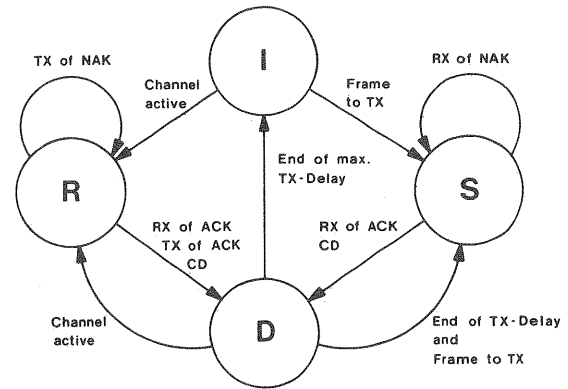 I
TX of NAK
RX of NAK
Channel
active
Frame
to TX
R
S
End of max.
TX-Delay
RX of ACK
TX of ACK
CD
RX of ACK
CD
D
Channel
active
End of TX-Delay
and
Frame to TX